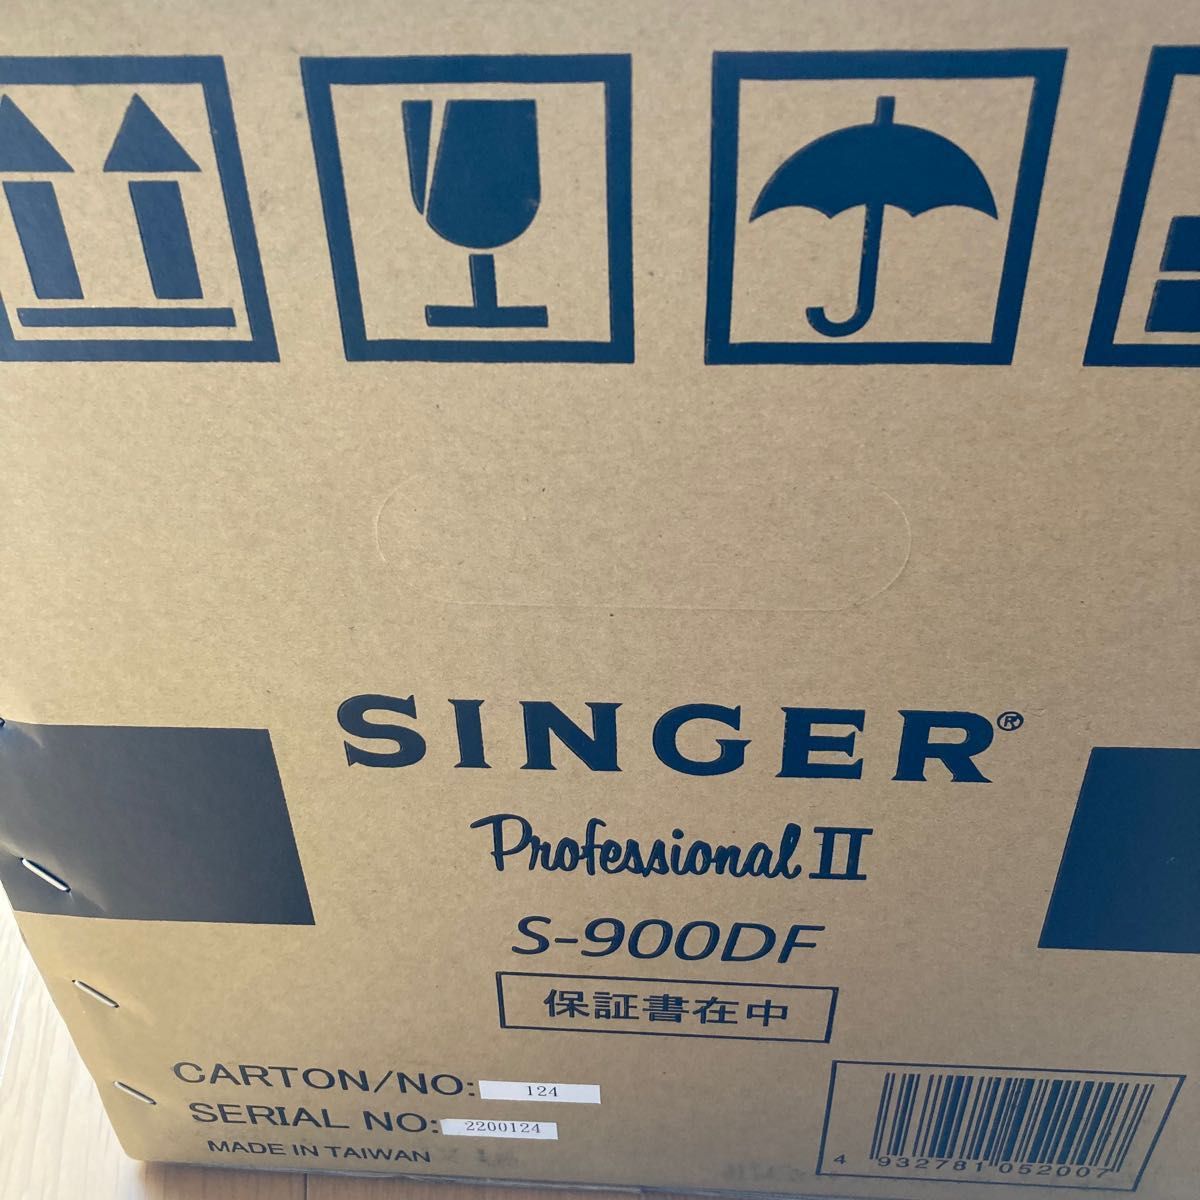 SINGER®
Professional II
S-900DF
保証書在中
CARTON/NO: 124
SERIAL NO: 2200124
MADE IN TAIWAN
4 932781 052007